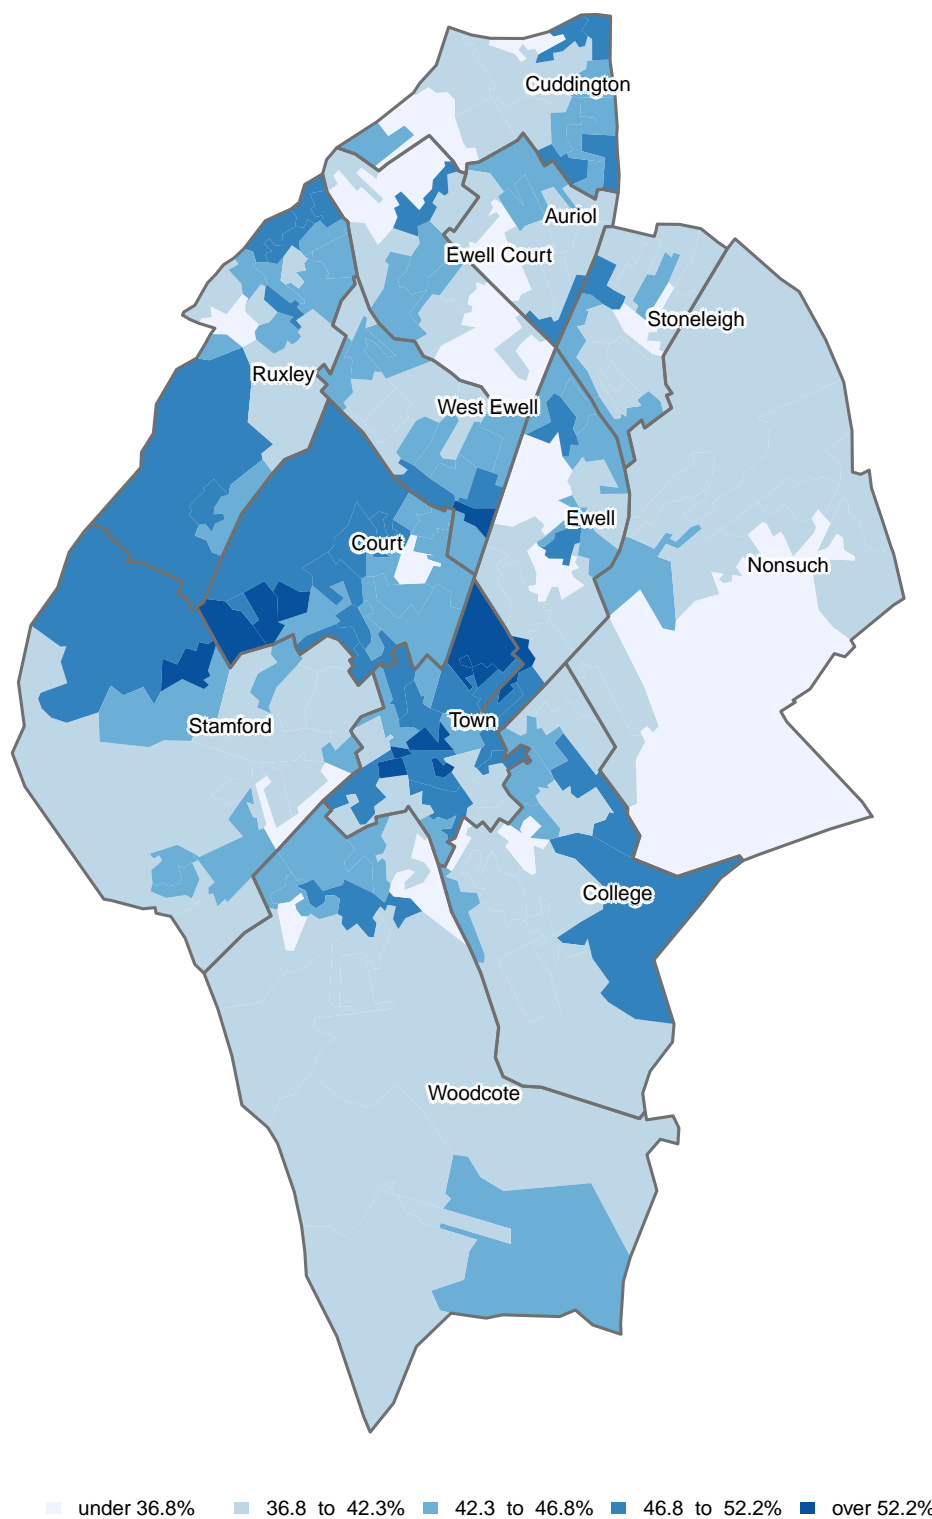 Cuddington
Auriol
Ewell Court
Stoneleigh
Ruxley
West Ewell
Ewell
Court
Nonsuch
Stamford
Town
College
Woodcote
under 36.8% 36.8 to 42.3% 42.3 to 46.8% 46.8 to 52.2% over 52.2%